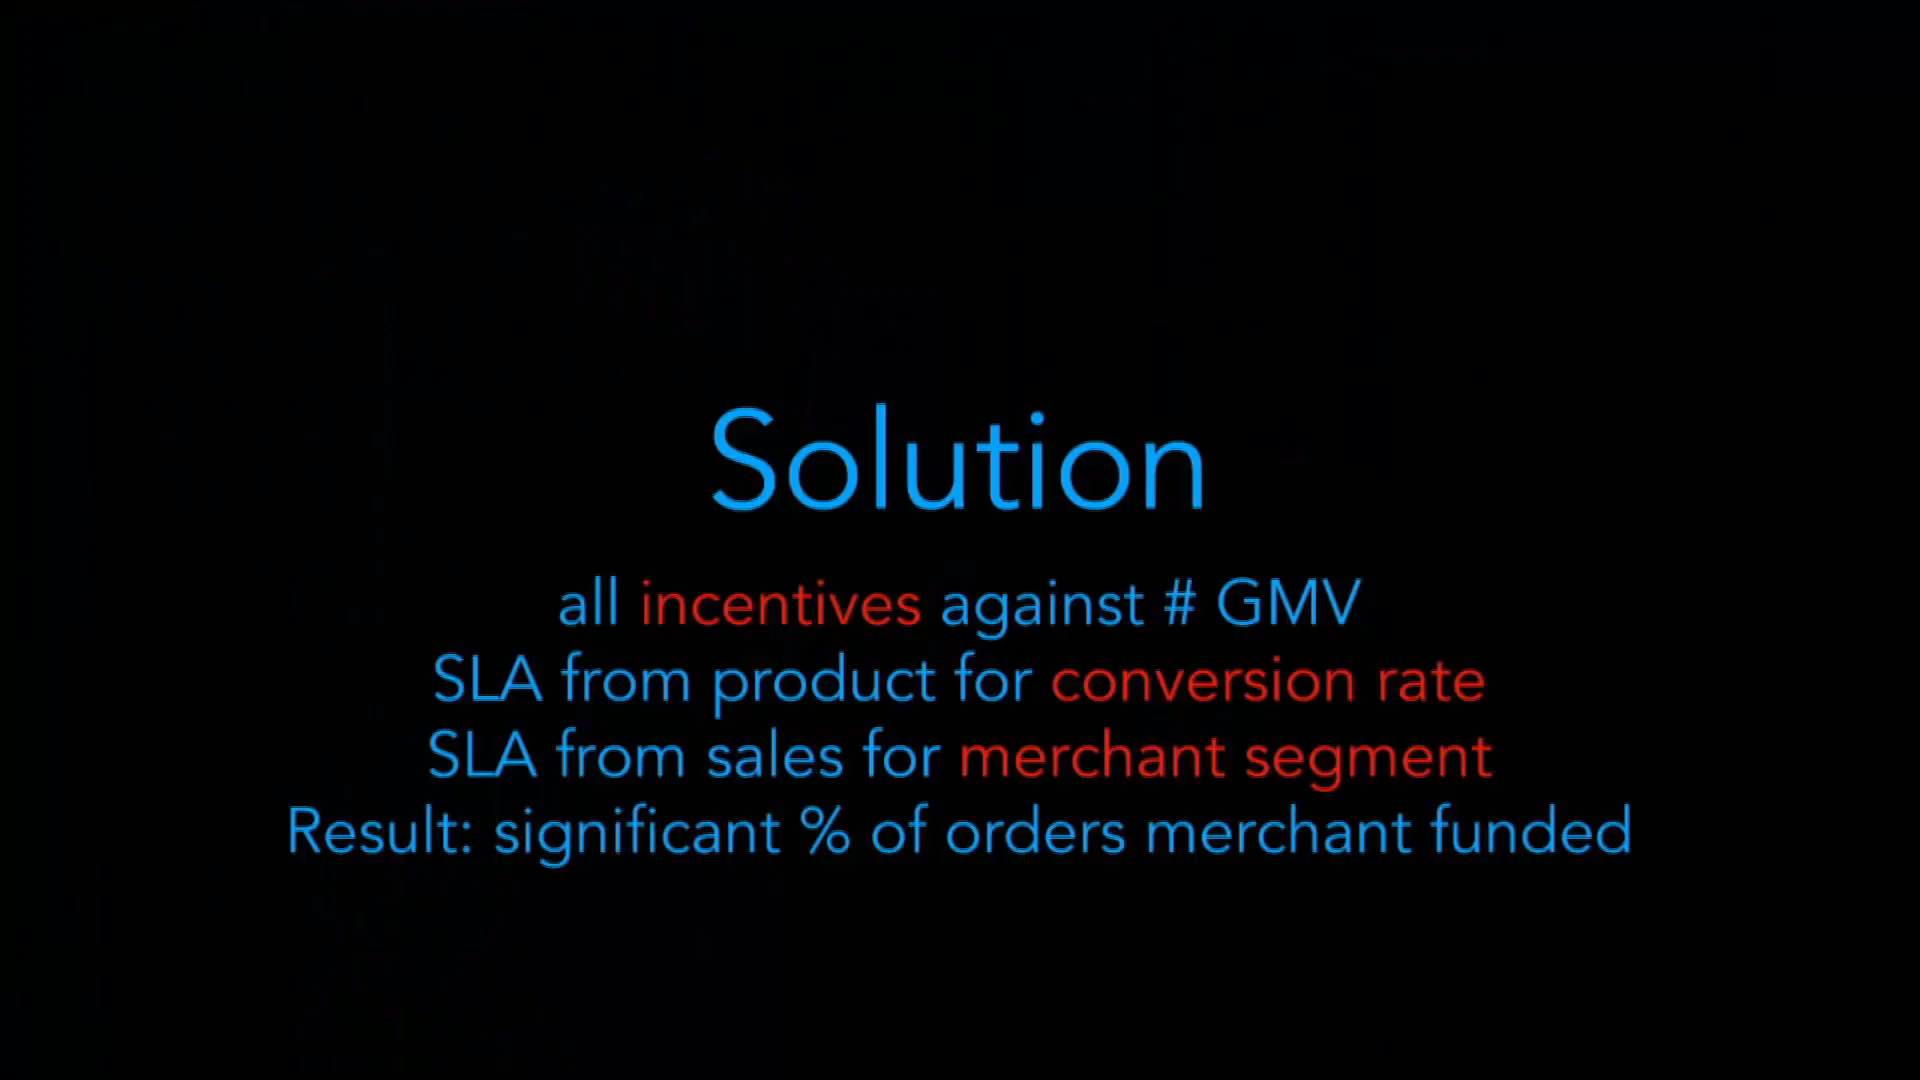 Solution
all incentives against # GMV
SLA from product for conversion rate
SLA from sales for merchant segment
Result: significant % of orders merchant funded